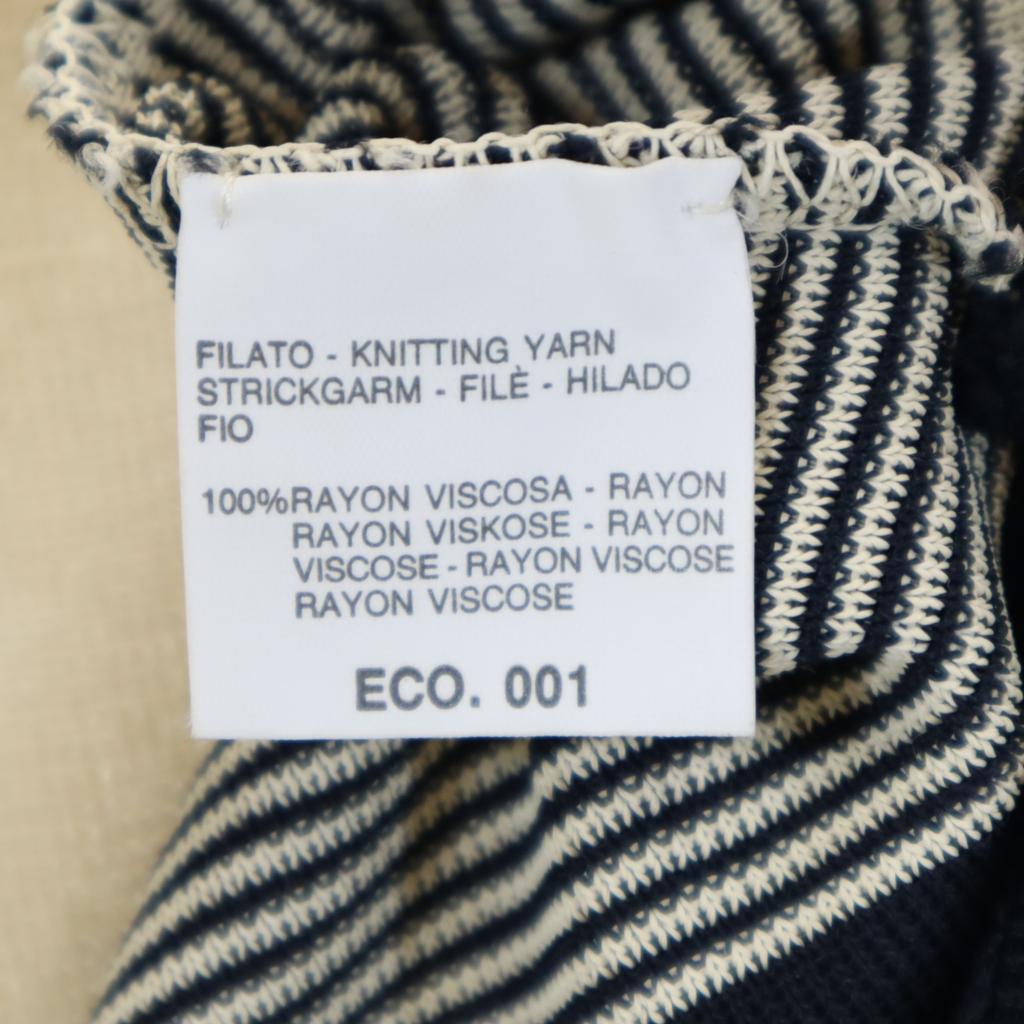 FILATO - KNITTING YARN
STRICKGARM - FILÈ - HILADO
FIO
100%RAYON VISCOSA - RAYON
RAYON VISKOSE - RAYON
VISCOSE - RAYON VISCOSE
RAYON VISCOSE
ECO. 001